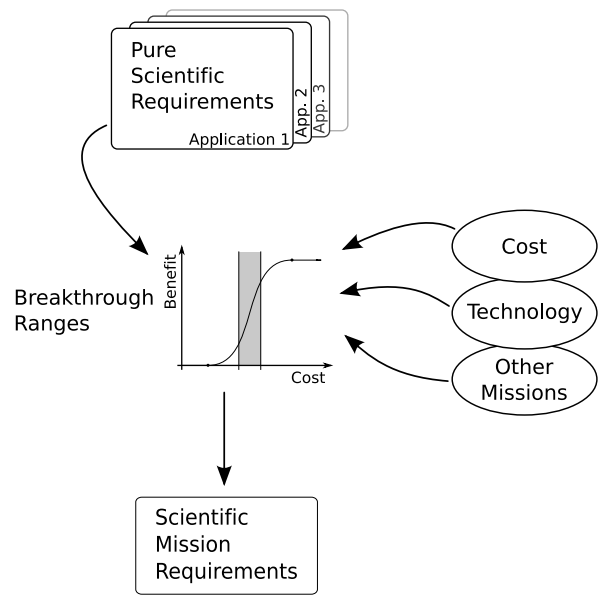 Pure
Scientific
Requirements
Application 1
App. 2
App. 3
Cost
Technology
Other
Missions
Breakthrough
Ranges
Benefit
Cost
Scientific
Mission
Requirements